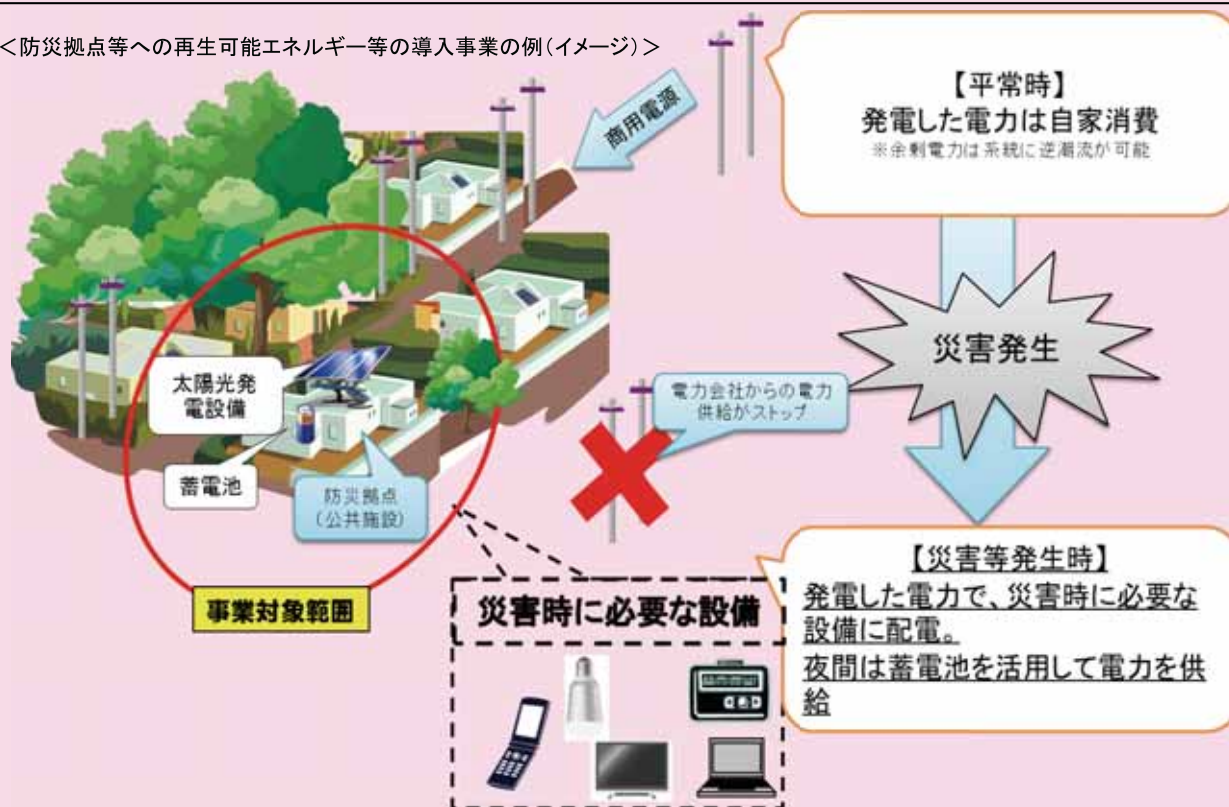 ＜防災拠点等への再生可能エネルギー等の導入事業の例(イメージ)＞
商用電源
【平常時】
発電した電力は自家消費
※余剰電力は系統に逆潮流が可能
災害発生
太陽光発
電設備
蓄電池
防災拠点
(公共施設)
電力会社からの電力
供給がストップ
事業対象範囲
災害時に必要な設備
【災害等発生時】
発電した電力で、災害時に必要な
設備に配電。
夜間は蓄電池を活用して電力を供
給